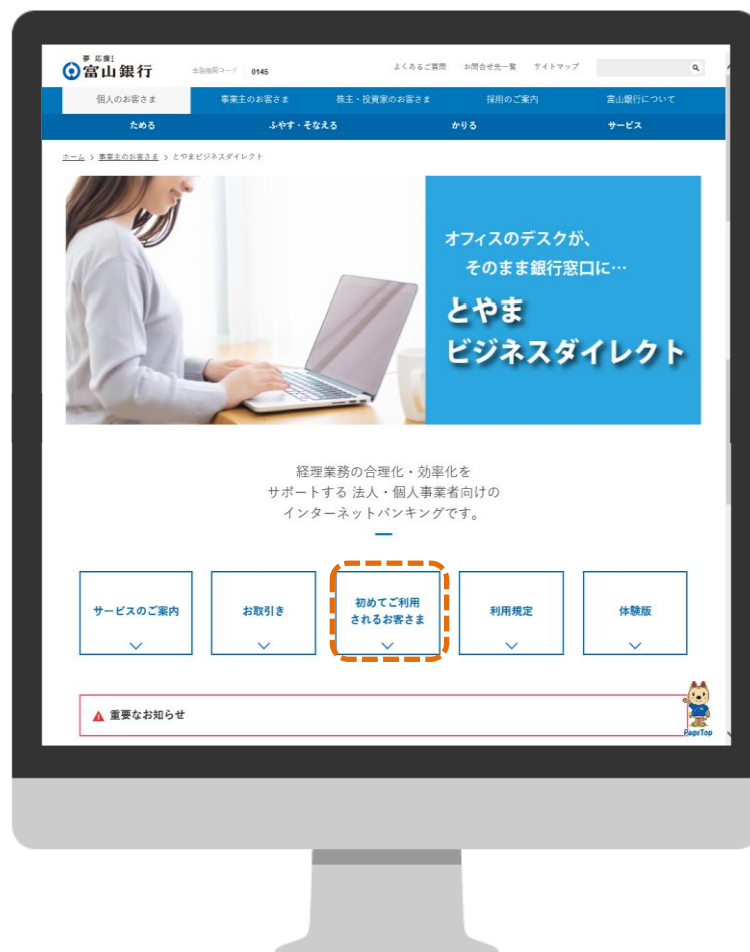 夢 応援!
富山銀行
金融機関コード 0145
よくあるご質問 お問合せ先一覧 サイトマップ
個人のお客さま 事業主のお客さま 株主・投資家のお客さま 採用のご案内 富山銀行について
ためる ふやす・そなえる かりる サービス
ホーム > 事業主のお客さま > とやまビジネスダイレクト
オフィスのデスクが、
そのまま銀行窓口に…
とやま
ビジネスダイレクト
経理業務の合理化・効率化を
サポートする 法人・個人事業者向けの
インターネットバンキングです。
サービスのご案内
お取引き
初めてご利用
されるお客さま
利用規定
体験版
重要なお知らせ
PageTop